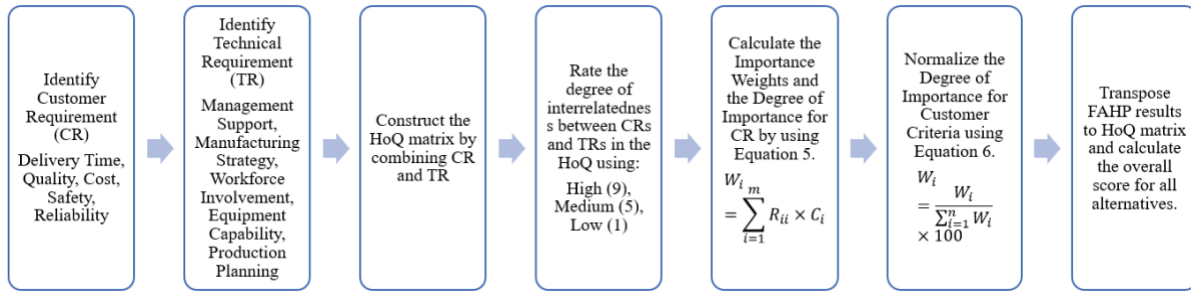 Identify
Customer
Requirement
(CR)
Delivery Time,
Quality, Cost,
Safety,
Reliability
Identify
Technical
Requirement
(TR)
Management
Support,
Manufacturing
Strategy,
Workforce
Involvement,
Equipment
Capability,
Production
Planning
Construct the
HoQ matrix by
combining CR
and TR
Rate the
degree of
interrelatednes
s between CRs
and TRs in the
HoQ using:
High (9),
Medium (5),
Low (1)
Calculate the
Importance
Weights and
the Degree of
Importance for
CR by using
Equation 5.
W_i
= \sum_{i=1}^{m} R_{ii} × C_i
Normalize the
Degree of
Importance for
Customer
Criteria using
Equation 6.
W_i
= \frac{W_i}{\sum_{i=1}^{n} W_i}
× 100
Transpose
FAHP results
to HoQ matrix
and calculate
the overall
score for all
alternatives.